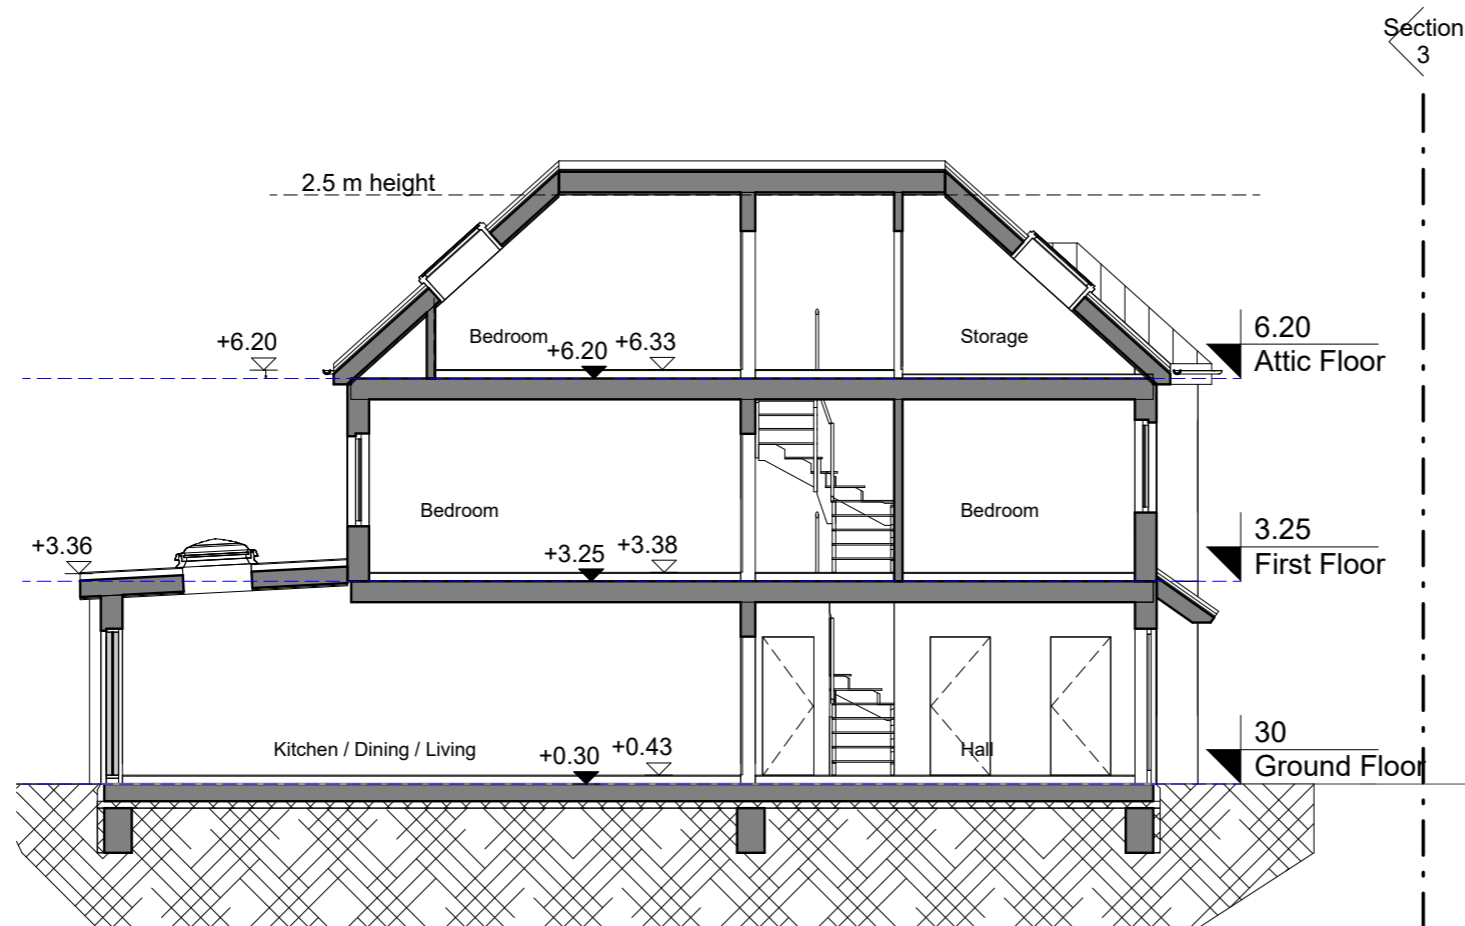 Section
3
2.5 m height
+6.20
Bedroom
+6.20
+6.33
Storage
6.20
Attic Floor
+3.36
Bedroom
+3.25
+3.38
Bedroom
3.25
First Floor
Kitchen / Dining / Living
+0.30
+0.43
Hall
30
Ground Floor